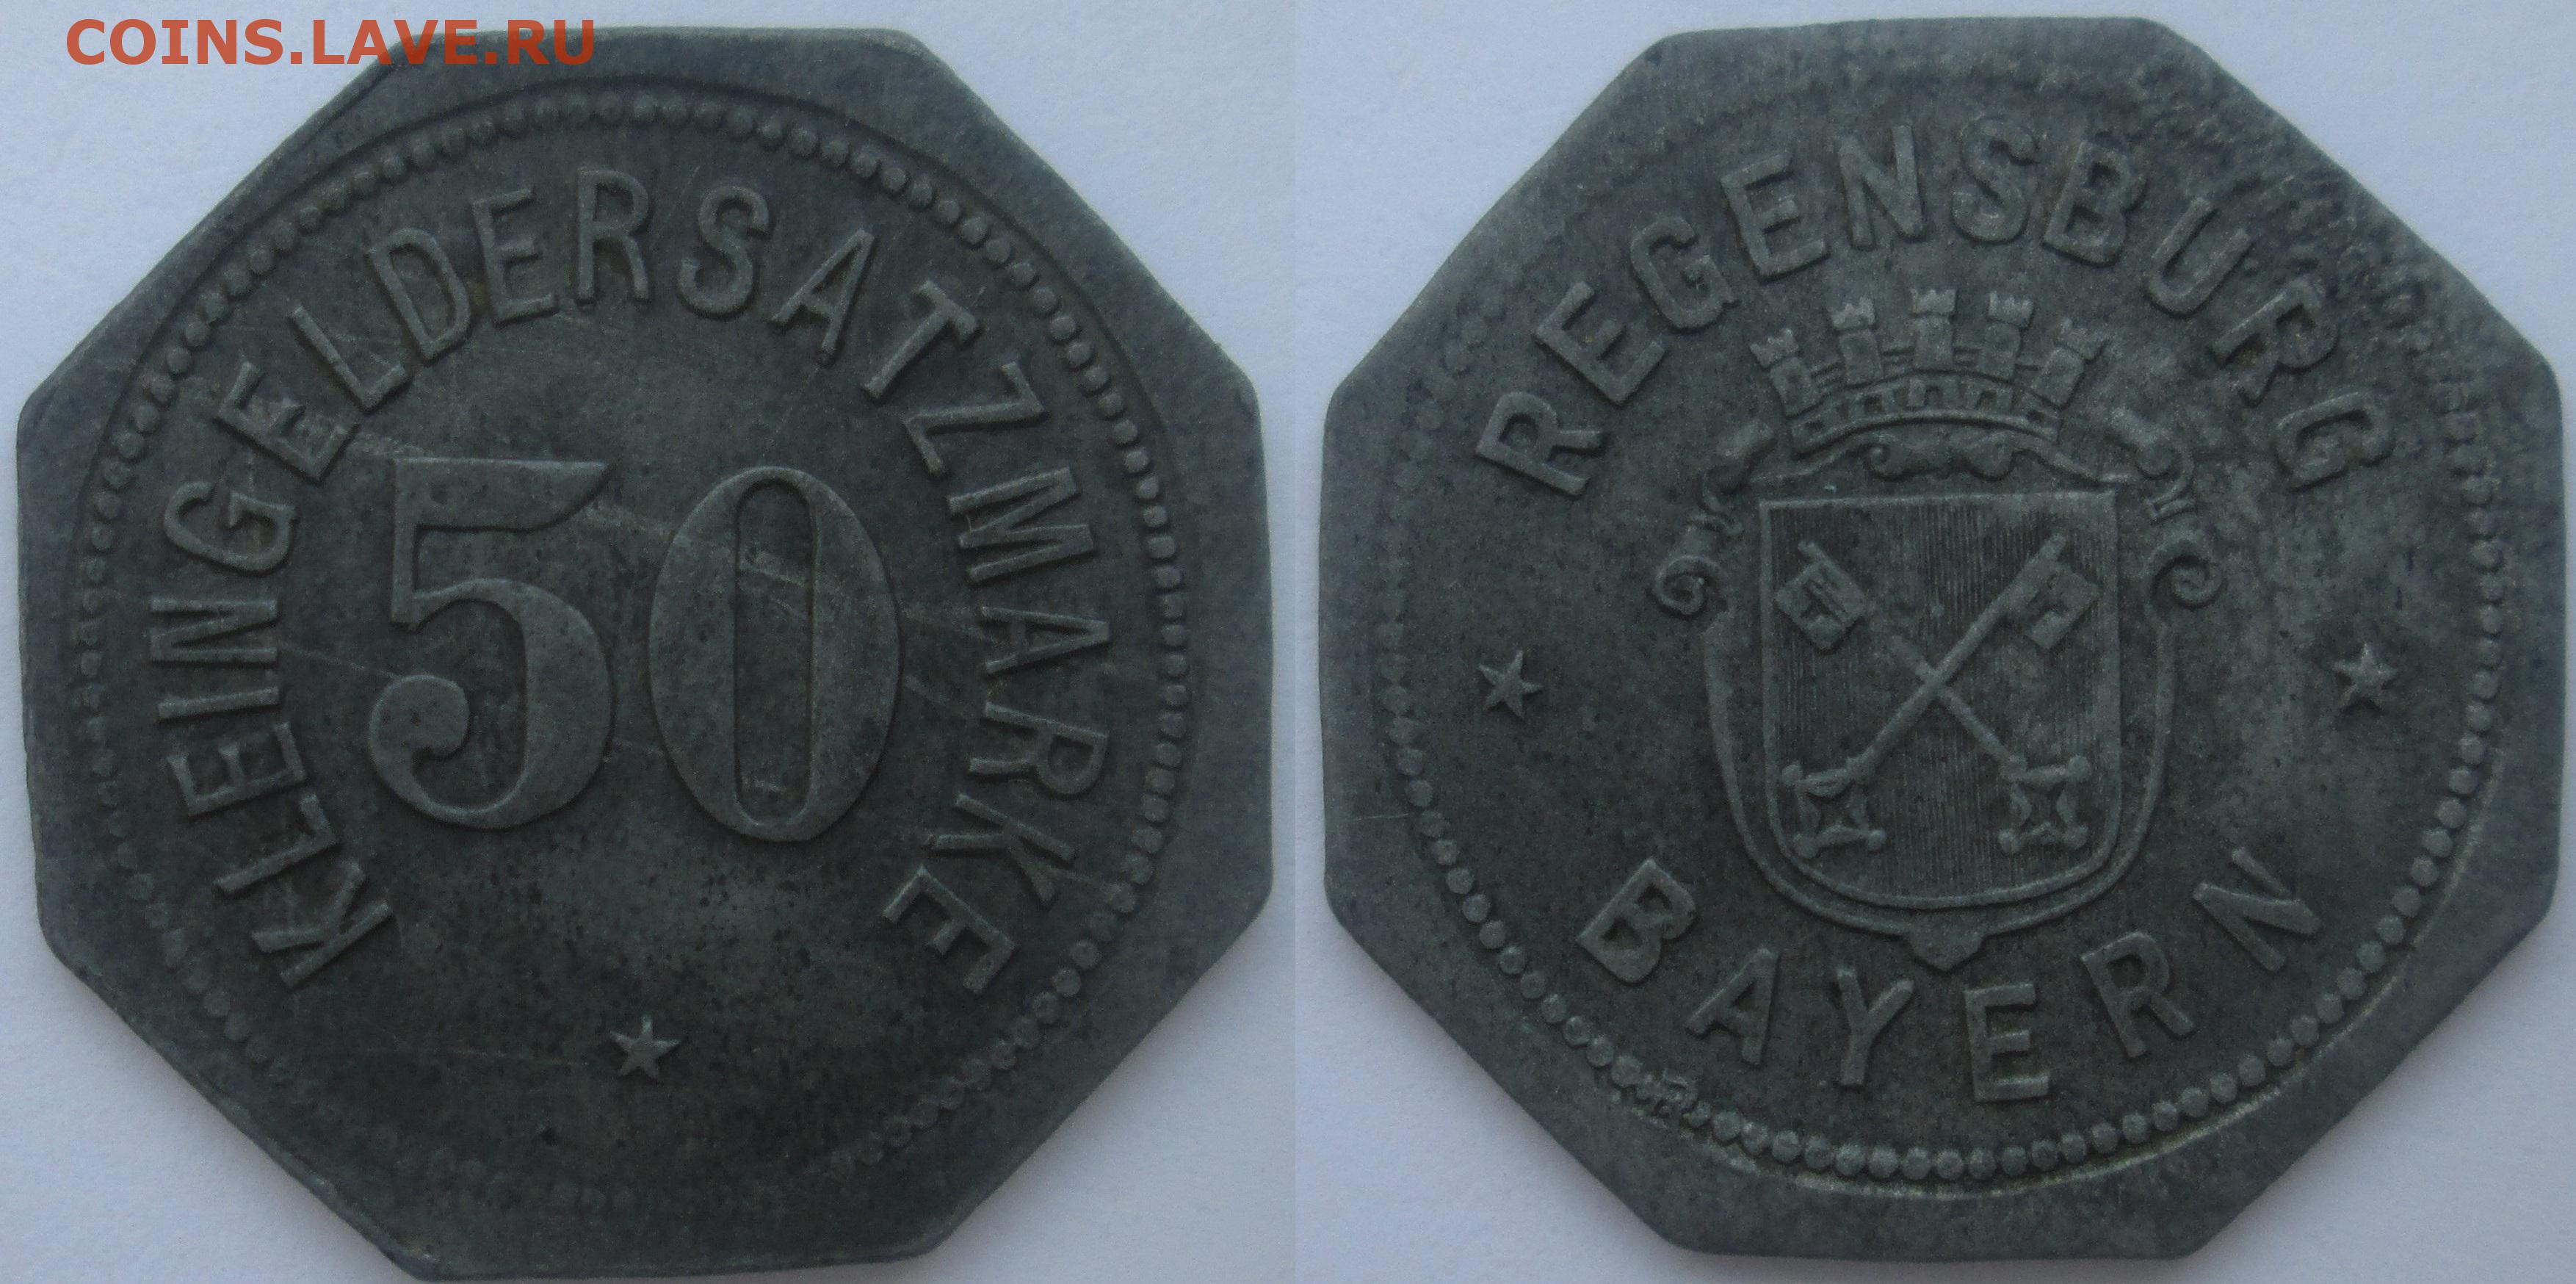 COINS.LAVE.RU
KLEINGELDERSATZMARKE
50
REGENSBURG
BAYERN